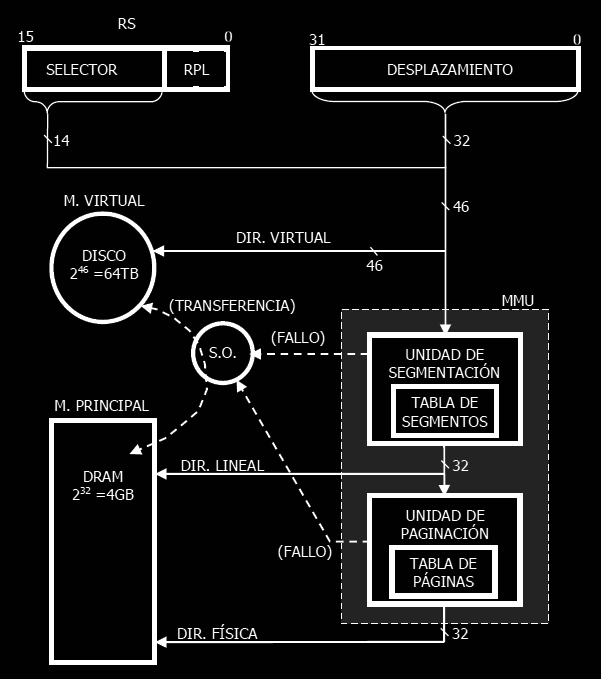 RS
15 0
31 0
SELECTOR RPL
DESPLAZAMIENTO
14
32
46
M. VIRTUAL
DIR. VIRTUAL
46
DISCO
2⁴⁶ =64TB
(TRANSFERENCIA)
MMU
S.O.
(FALLO)
UNIDAD DE
SEGMENTACIÓN
TABLA DE
SEGMENTOS
M. PRINCIPAL
32
DIR. LINEAL
DRAM
2³² =4GB
UNIDAD DE
PAGINACIÓN
(FALLO)
TABLA DE
PÁGINAS
DIR. FÍSICA
32